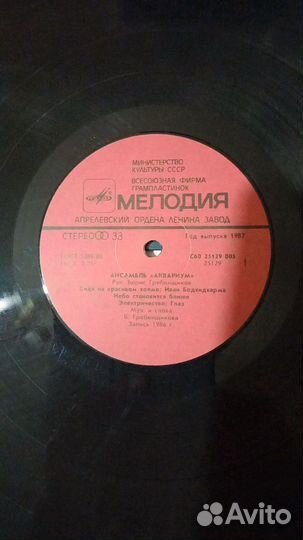 МИНИСТЕРСТВО
КУЛЬТУРЫ СССР
ВСЕСОЮЗНАЯ ФИРМА
ГРАМПЛАСТИНОК
МЕЛОДИЯ
АПРЕЛЕВСКИЙ ОРДЕНА ЛЕНИНА ЗАВОД
СТЕРЕО 33
Год выпуска 1987
С60 25129 005
25129 1
АНСАМБЛЬ «АКВАРИУМ»
Рук. Борис Гребенщиков
Сидя на красивом холме; Иван Бодхидхарма
Небо становится ближе
Электричество; Глаз
Муз. и слова
Б. Гребенщикова
Запись 1986 г.
Avito